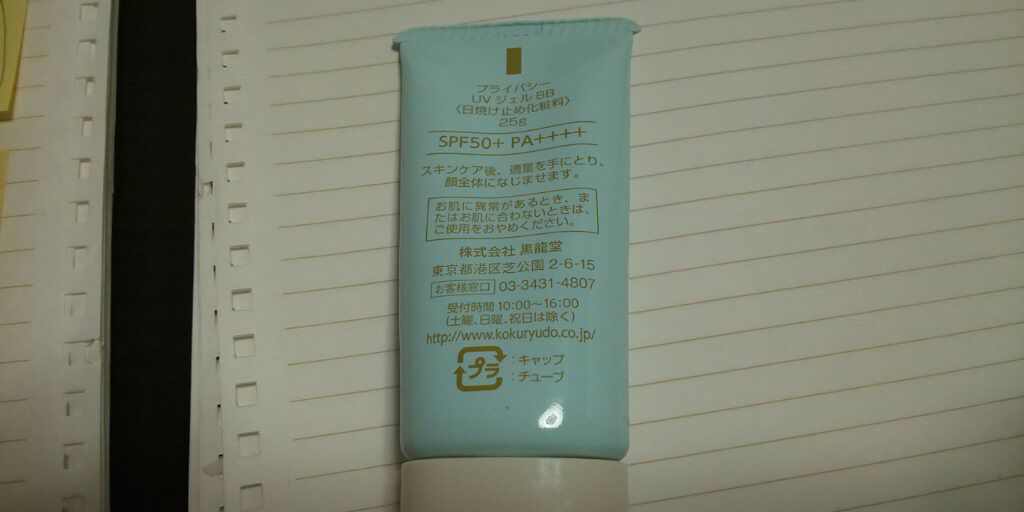 プライバシー
UV ジェル BB
〈日焼け止め化粧料〉
25g
SPF50+ PA++++
スキンケア後、適量を手にとり、
顔全体になじませます。
お肌に異常があるとき、ま
たはお肌に合わないときは、
ご使用をおやめください。
株式会社 黒龍堂
東京都港区芝公園 2-6-15
お客様窓口 03-3431-4807
受付時間 10:00～16:00
(土曜、日曜、祝日は除く)
http://www.kokuryudo.co.jp/
プラ :キャップ
:チューブ